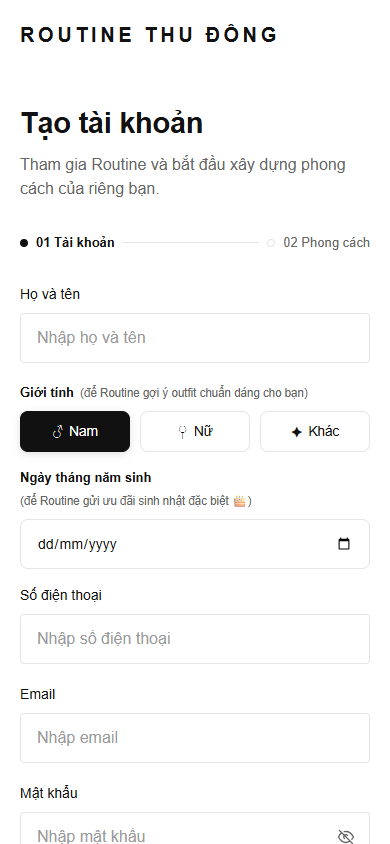 ROUTINE THU ĐÔNG
Tạo tài khoản
Tham gia Routine và bắt đầu xây dựng phong
cách của riêng bạn.
01 Tài khoản 02 Phong cách
Họ và tên
Nhập họ và tên
Giới tính (để Routine gợi ý outfit chuẩn dáng cho bạn)
♂ Nam ♀ Nữ ✦ Khác
Ngày tháng năm sinh
(để Routine gửi ưu đãi sinh nhật đặc biệt 🎂)
dd/mm/yyyy
Số điện thoại
Nhập số điện thoại
Email
Nhập email
Mật khẩu
Nhập mật khẩu